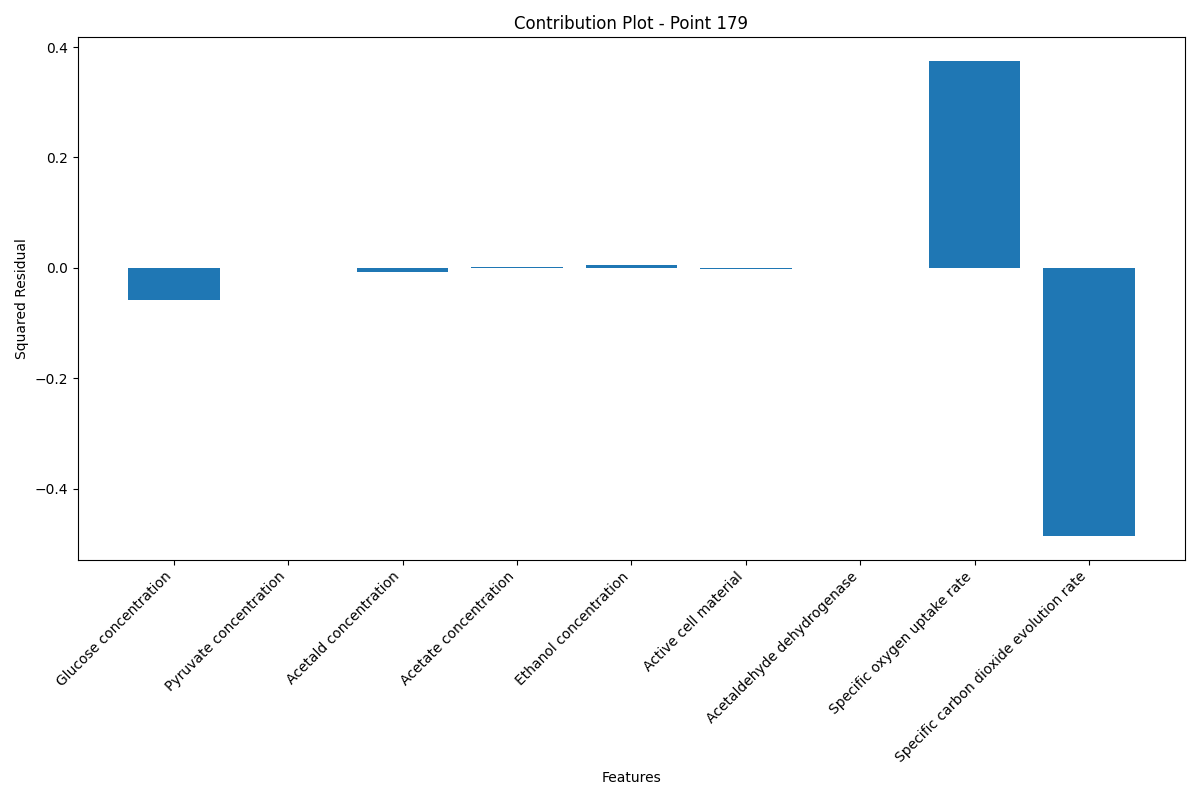 Contribution Plot - Point 179
Squared Residual
0.4
0.2
0.0
−0.2
−0.4
Glucose concentration
Pyruvate concentration
Acetald concentration
Acetate concentration
Ethanol concentration
Active cell material
Acetaldehyde dehydrogenase
Specific oxygen uptake rate
Specific carbon dioxide evolution rate
Features